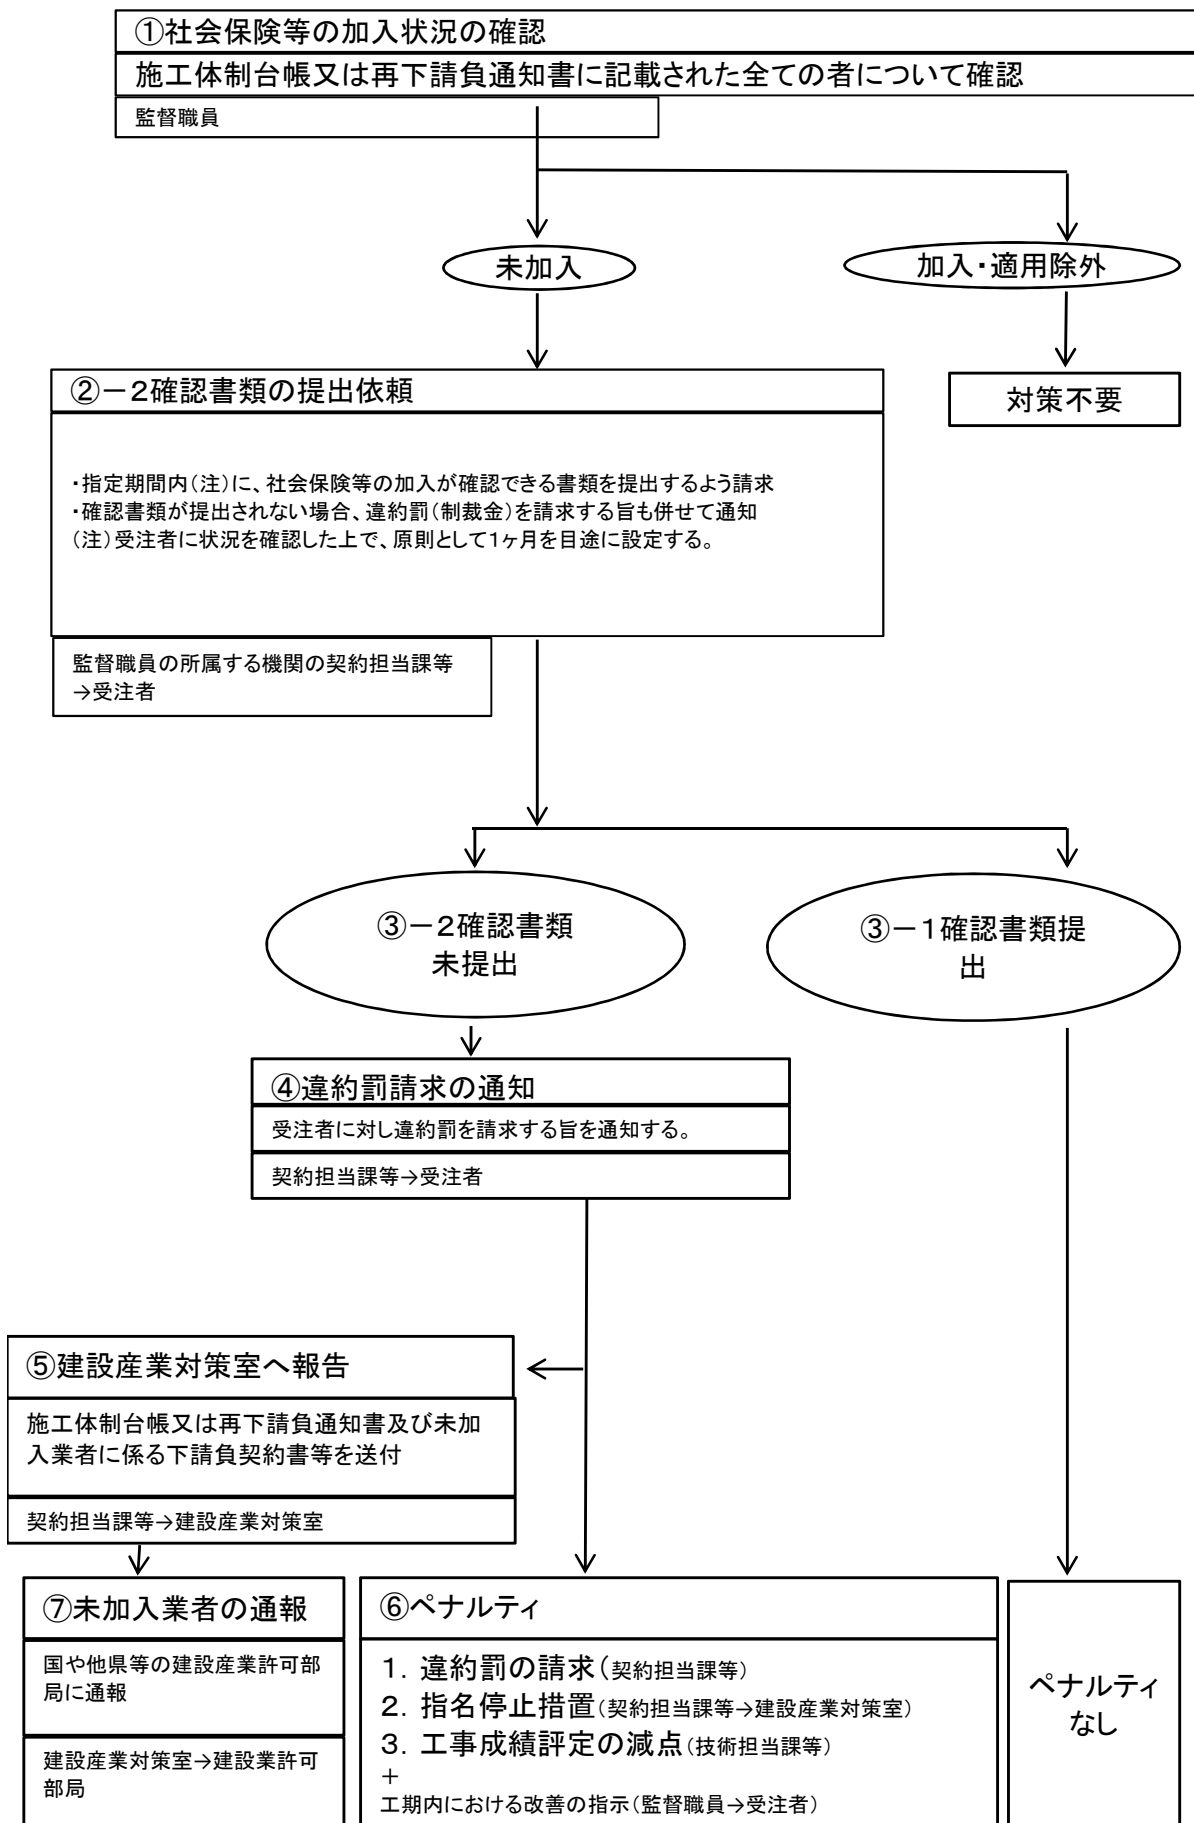 ①社会保険等の加入状況の確認
施工体制台帳又は再下請負通知書に記載された全ての者について確認
監督職員
未加入
加入・適用除外
②－２確認書類の提出依頼
対策不要
・指定期間内（注）に、社会保険等の加入が確認できる書類を提出するよう請求
・確認書類が提出されない場合、違約罰（制裁金）を請求する旨も併せて通知
（注）受注者に状況を確認した上で、原則として1ヶ月を目途に設定する。
監督職員の所属する機関の契約担当課等
→受注者
③－２確認書類
未提出
③－１確認書類提
出
④違約罰請求の通知
受注者に対し違約罰を請求する旨を通知する。
契約担当課等→受注者
⑤建設産業対策室へ報告
施工体制台帳又は再下請負通知書及び未加
入業者に係る下請負契約書等を送付
契約担当課等→建設産業対策室
⑦未加入業者の通報
国や他県等の建設産業許可部
局に通報
建設産業対策室→建設業許可
部局
⑥ペナルティ
１．違約罰の請求（契約担当課等）
２．指名停止措置（契約担当課等→建設産業対策室）
３．工事成績評定の減点（技術担当課等）
＋
工期内における改善の指示（監督職員→受注者）
ペナルティ
なし